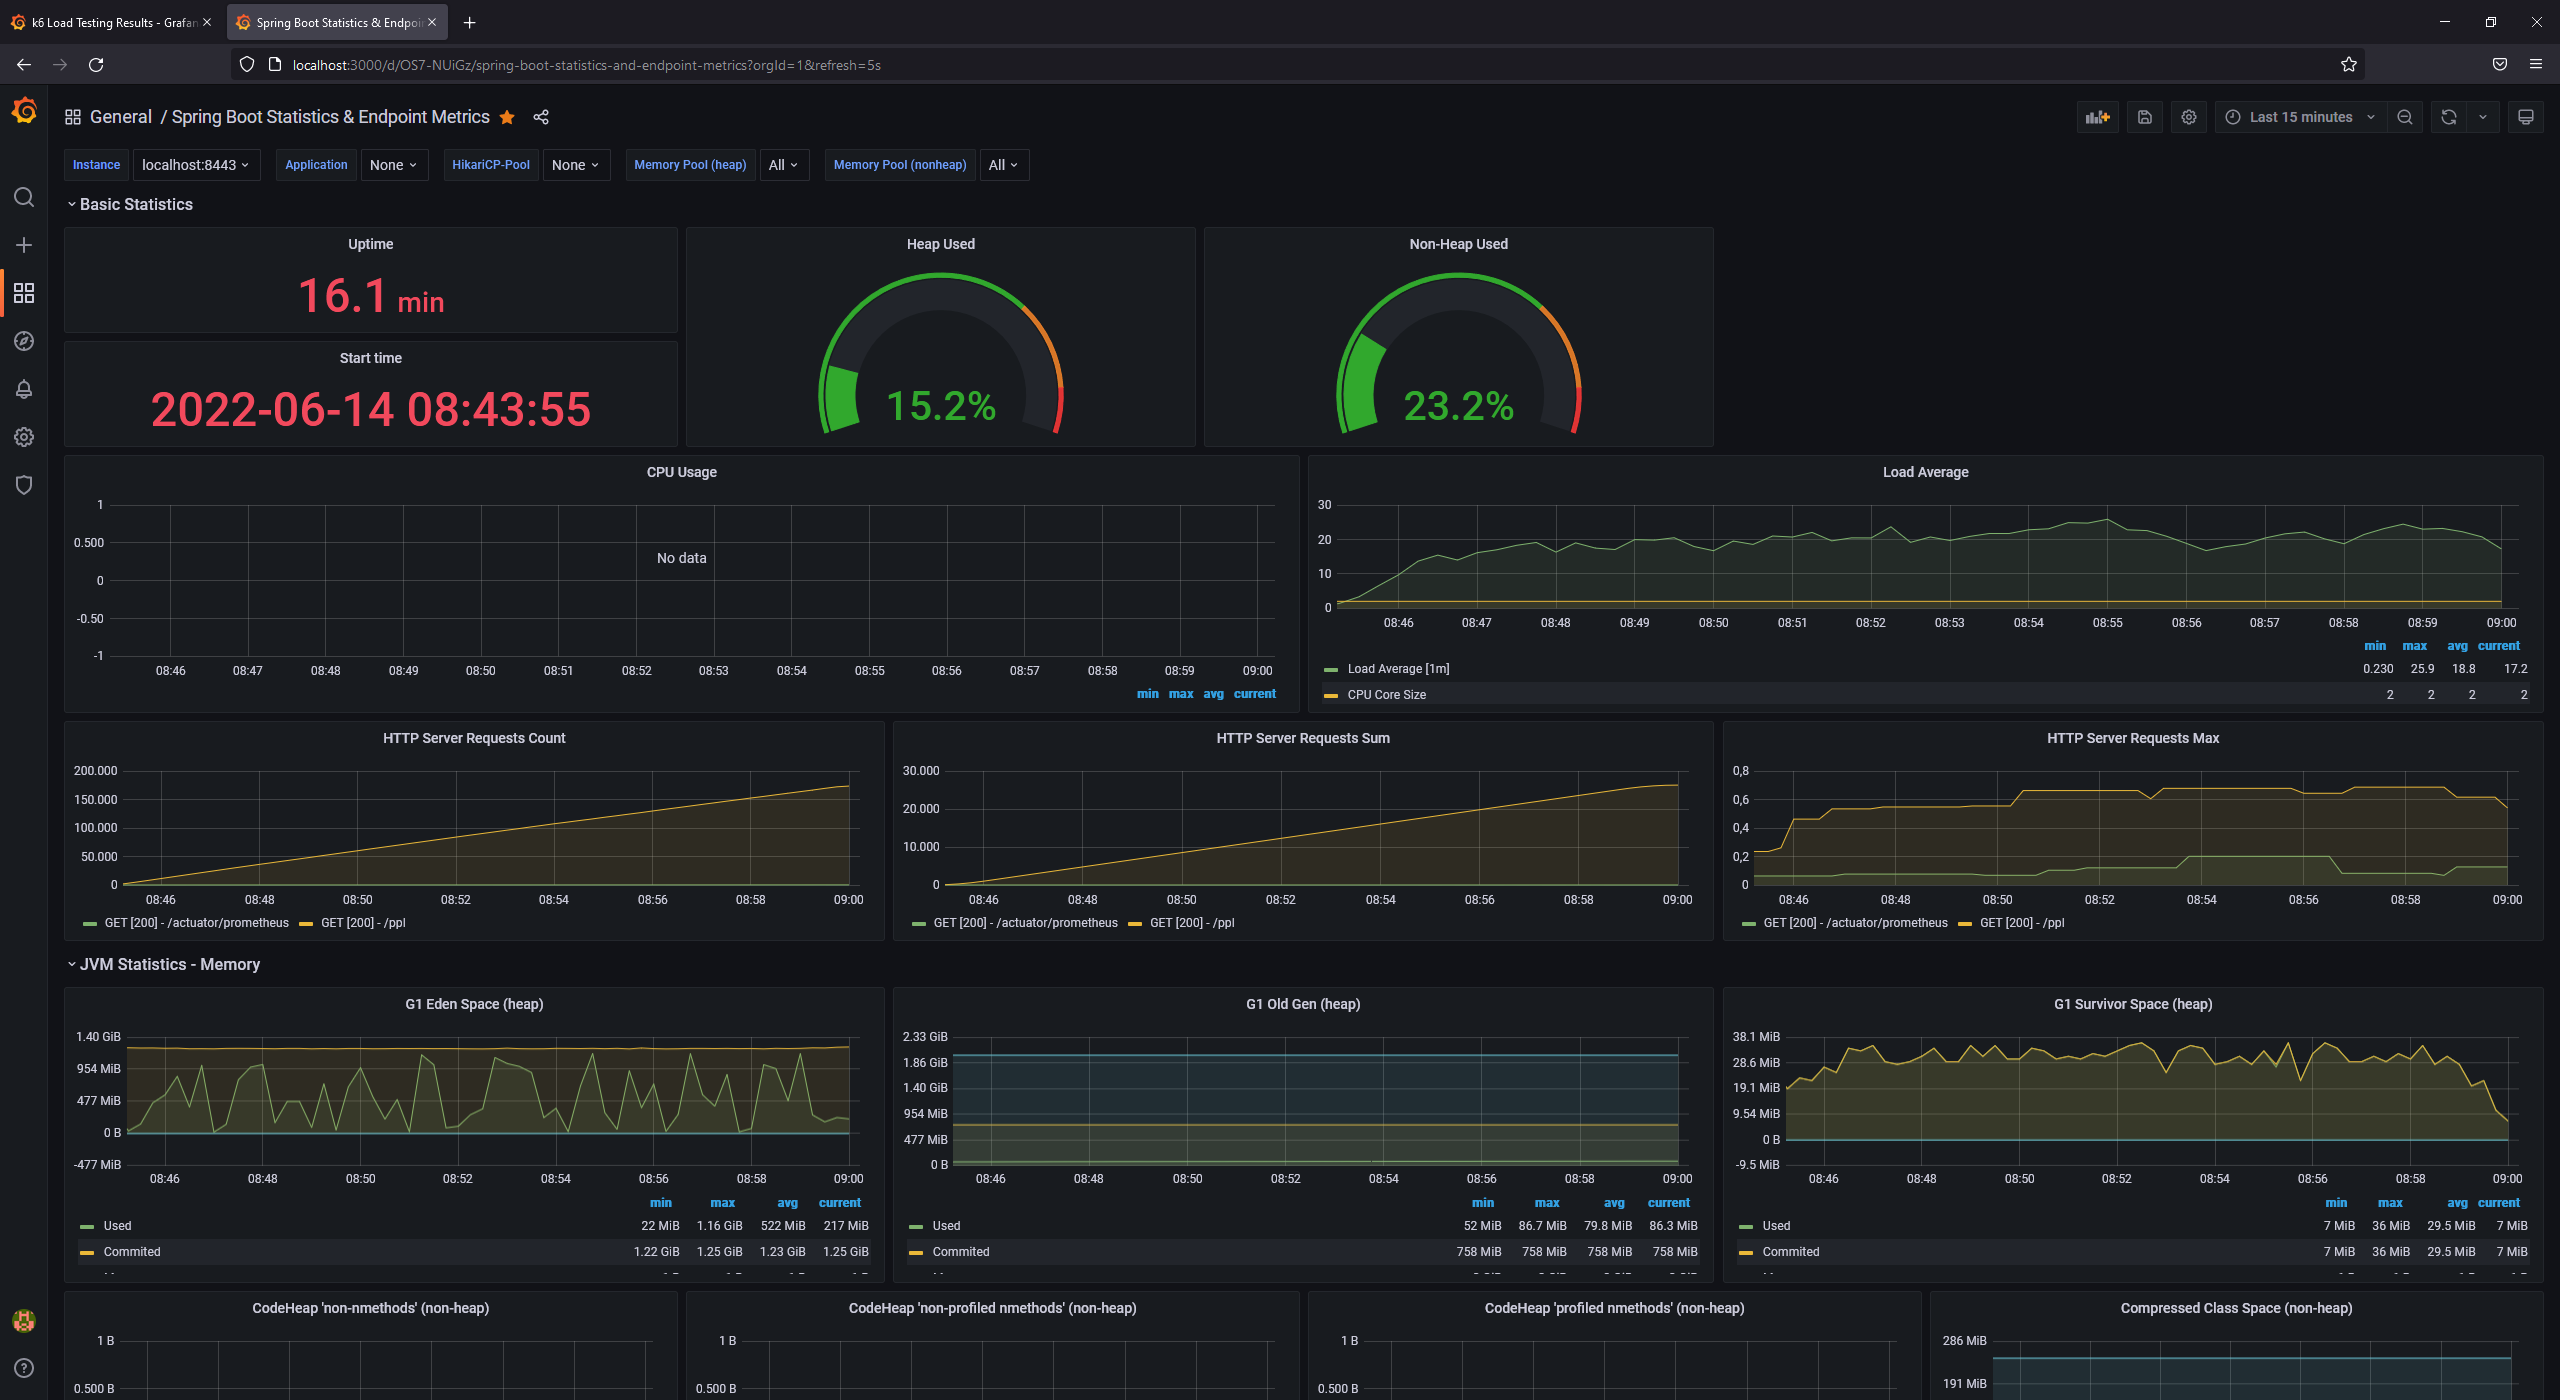 k6 Load Testing Results - Grafan
Spring Boot Statistics & Endpoi
localhost:3000/d/OS7-NUiGz/spring-boot-statistics-and-endpoint-metrics?orgId=1&refresh=5s
General / Spring Boot Statistics & Endpoint Metrics
Last 15 minutes
Instance localhost:8443 Application None HikariCP-Pool None Memory Pool (heap) All Memory Pool (nonheap) All
Basic Statistics
Uptime
16.1 min
Start time
2022-06-14 08:43:55
Heap Used
15.2%
Non-Heap Used
23.2%
CPU Usage
1
0.500
0
-0.50
-1
No data
08:46 08:47 08:48 08:49 08:50 08:51 08:52 08:53 08:54 08:55 08:56 08:57 08:58 08:59 09:00
min max avg current
Load Average
30
20
10
0
08:46 08:47 08:48 08:49 08:50 08:51 08:52 08:53 08:54 08:55 08:56 08:57 08:58 08:59 09:00
min max avg current
Load Average [1m] 0.230 25.9 18.8 17.2
CPU Core Size 2 2 2 2
HTTP Server Requests Count
200.000
150.000
100.000
50.000
0
08:46 08:48 08:50 08:52 08:54 08:56 08:58 09:00
GET [200] - /actuator/prometheus GET [200] - /ppl
HTTP Server Requests Sum
30.000
20.000
10.000
0
08:46 08:48 08:50 08:52 08:54 08:56 08:58 09:00
GET [200] - /actuator/prometheus GET [200] - /ppl
HTTP Server Requests Max
0,8
0,6
0,4
0,2
0
08:46 08:48 08:50 08:52 08:54 08:56 08:58 09:00
GET [200] - /actuator/prometheus GET [200] - /ppl
JVM Statistics - Memory
G1 Eden Space (heap)
1.40 GiB
954 MiB
477 MiB
0 B
-477 MiB
08:46 08:48 08:50 08:52 08:54 08:56 08:58 09:00
min max avg current
Used 22 MiB 1.16 GiB 522 MiB 217 MiB
Commited 1.22 GiB 1.25 GiB 1.23 GiB 1.25 GiB
G1 Old Gen (heap)
2.33 GiB
1.86 GiB
1.40 GiB
954 MiB
477 MiB
0 B
08:46 08:48 08:50 08:52 08:54 08:56 08:58 09:00
min max avg current
Used 52 MiB 86.7 MiB 79.8 MiB 86.3 MiB
Commited 758 MiB 758 MiB 758 MiB 758 MiB
G1 Survivor Space (heap)
38.1 MiB
28.6 MiB
19.1 MiB
9.54 MiB
0 B
-9.5 MiB
08:46 08:48 08:50 08:52 08:54 08:56 08:58 09:00
min max avg current
Used 7 MiB 36 MiB 29.5 MiB 7 MiB
Commited 7 MiB 36 MiB 29.5 MiB 7 MiB
CodeHeap 'non-nmethods' (non-heap)
1 B
0.500 B
CodeHeap 'non-profiled nmethods' (non-heap)
1 B
0.500 B
CodeHeap 'profiled nmethods' (non-heap)
1 B
0.500 B
Compressed Class Space (non-heap)
286 MiB
191 MiB